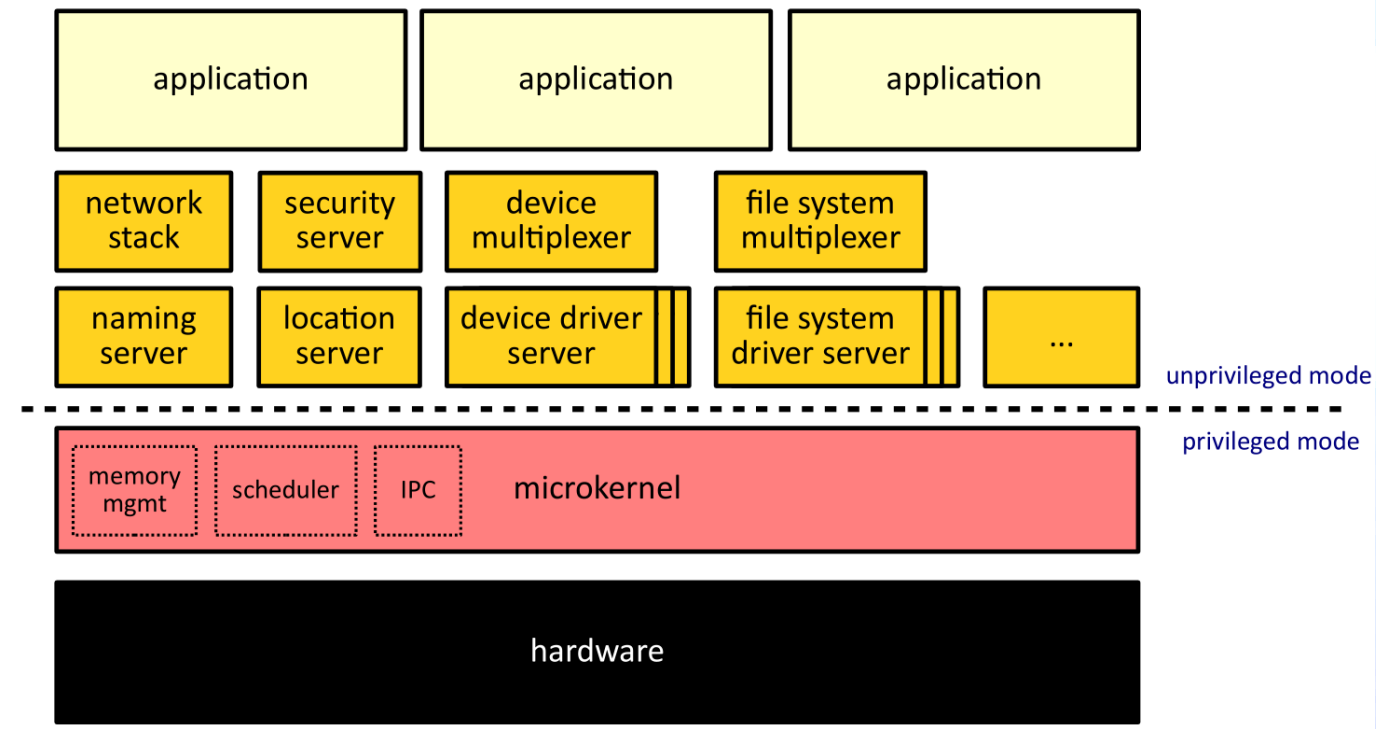 application
application
application
network
stack
security
server
device
multiplexer
file system
multiplexer
naming
server
location
server
device driver
server
file system
driver server
...
unprivileged mode
privileged mode
memory
mgmt
scheduler
IPC
microkernel
hardware